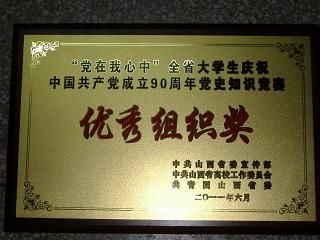 “党在我心中”全省大学生庆祝
中国共产党成立90周年党史知识竞赛
优秀组织奖
中共山西省委宣传部
中共山西省高校工作委员会
共青团山西省委
二〇一一年六月